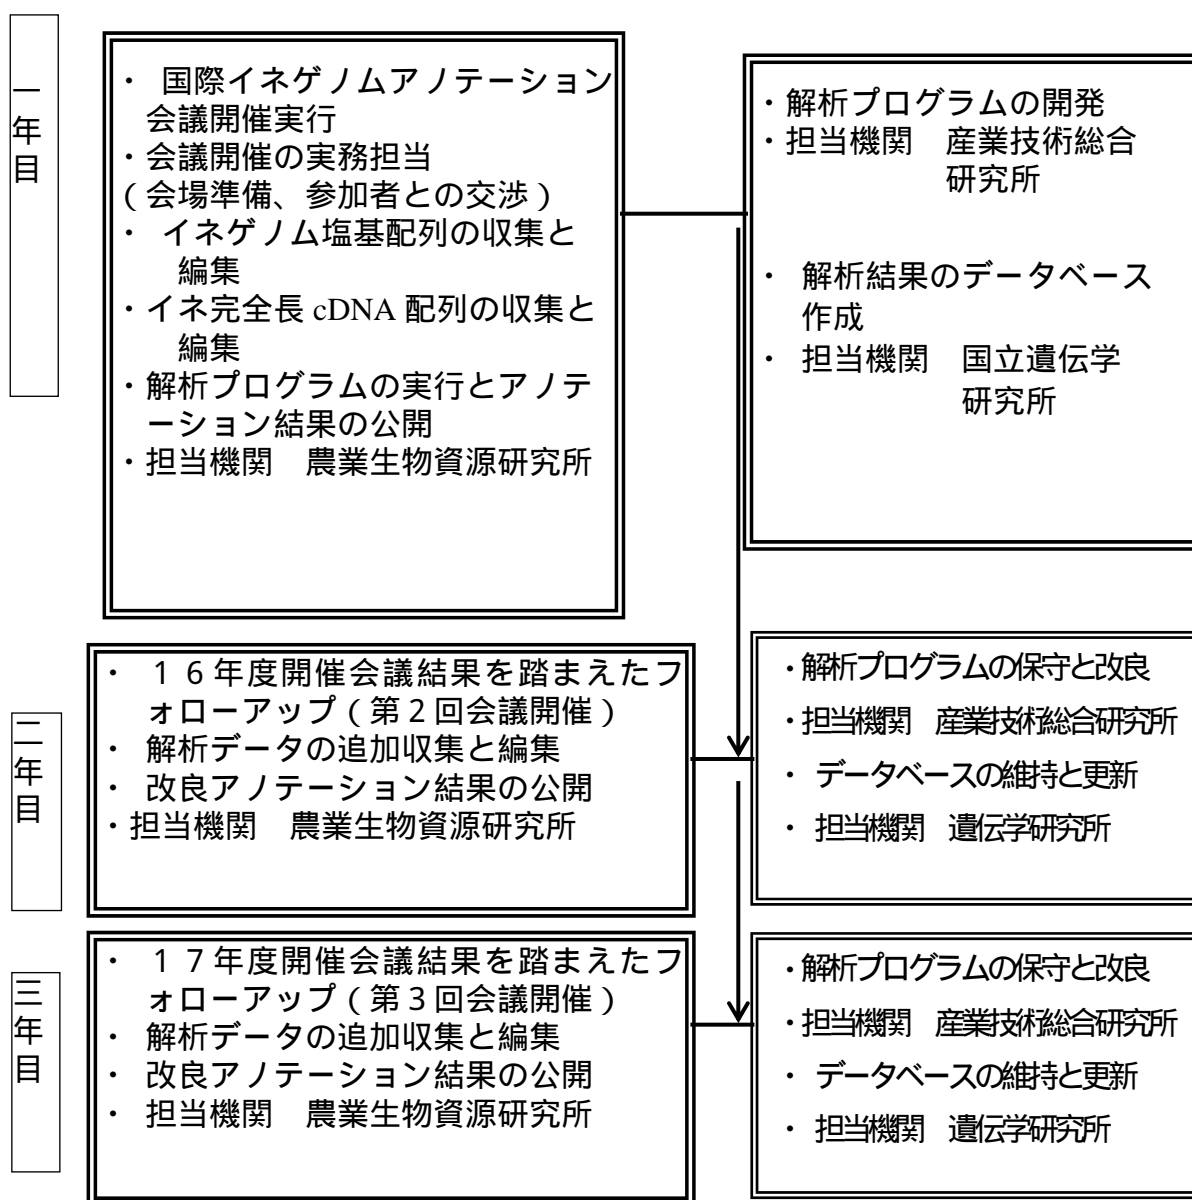 一
年
目
・ 国際イネゲノムアノテーション
会議開催実行
・会議開催の実務担当
（会場準備、参加者との交渉）
・ イネゲノム塩基配列の収集と
編集
・イネ完全長 cDNA 配列の収集と
編集
・解析プログラムの実行とアノテ
ーション結果の公開
・担当機関　農業生物資源研究所
・解析プログラムの開発
・担当機関　産業技術総合
研究所
・ 解析結果のデータベース
作成
・ 担当機関　国立遺伝学
研究所
二
年
目
・ １６年度開催会議結果を踏まえたフ
ォローアップ（第２回会議開催）
・ 解析データの追加収集と編集
・ 改良アノテーション結果の公開
・担当機関　農業生物資源研究所
・解析プログラムの保守と改良
・担当機関　産業技術総合研究所
・ データベースの維持と更新
・ 担当機関　遺伝学研究所
三
年
目
・ １７年度開催会議結果を踏まえたフ
ォローアップ（第３回会議開催）
・ 解析データの追加収集と編集
・ 改良アノテーション結果の公開
・ 担当機関　農業生物資源研究所
・解析プログラムの保守と改良
・担当機関　産業技術総合研究所
・ データベースの維持と更新
・ 担当機関　遺伝学研究所